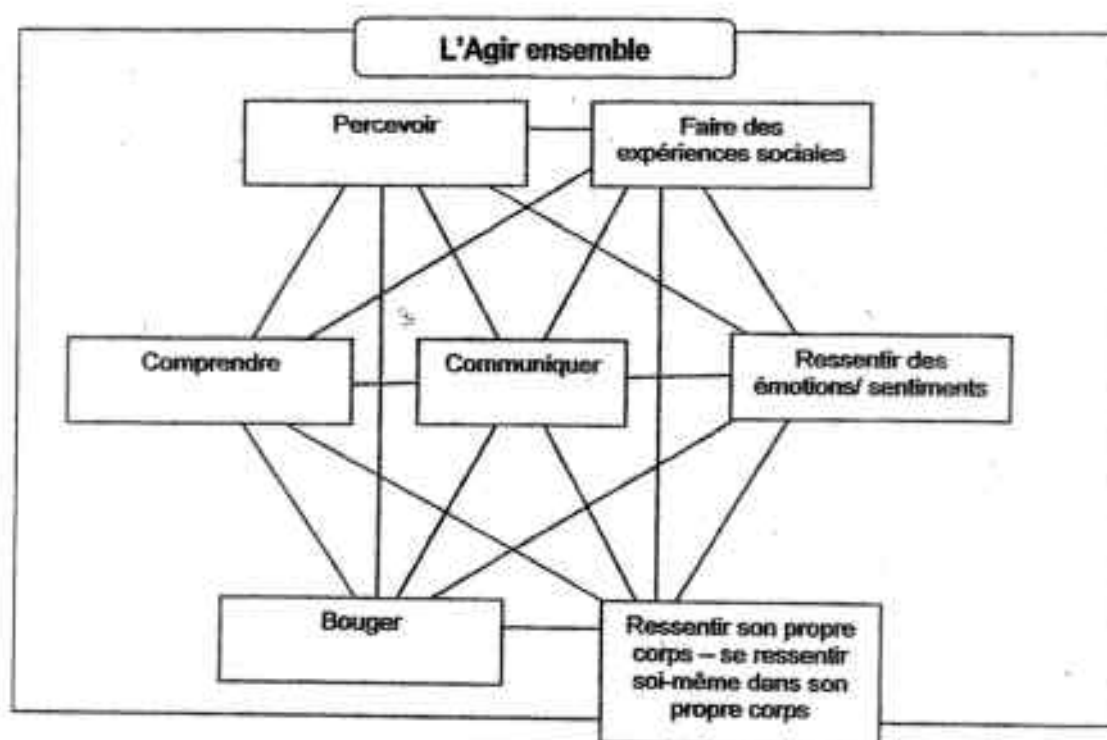 L'Agir ensemble
Percevoir
Faire des
expériences sociales
Comprendre
Communiquer
Ressentir des
émotions/ sentiments
Bouger
Ressentir son propre
corps – se ressentir
soi-même dans son
propre corps